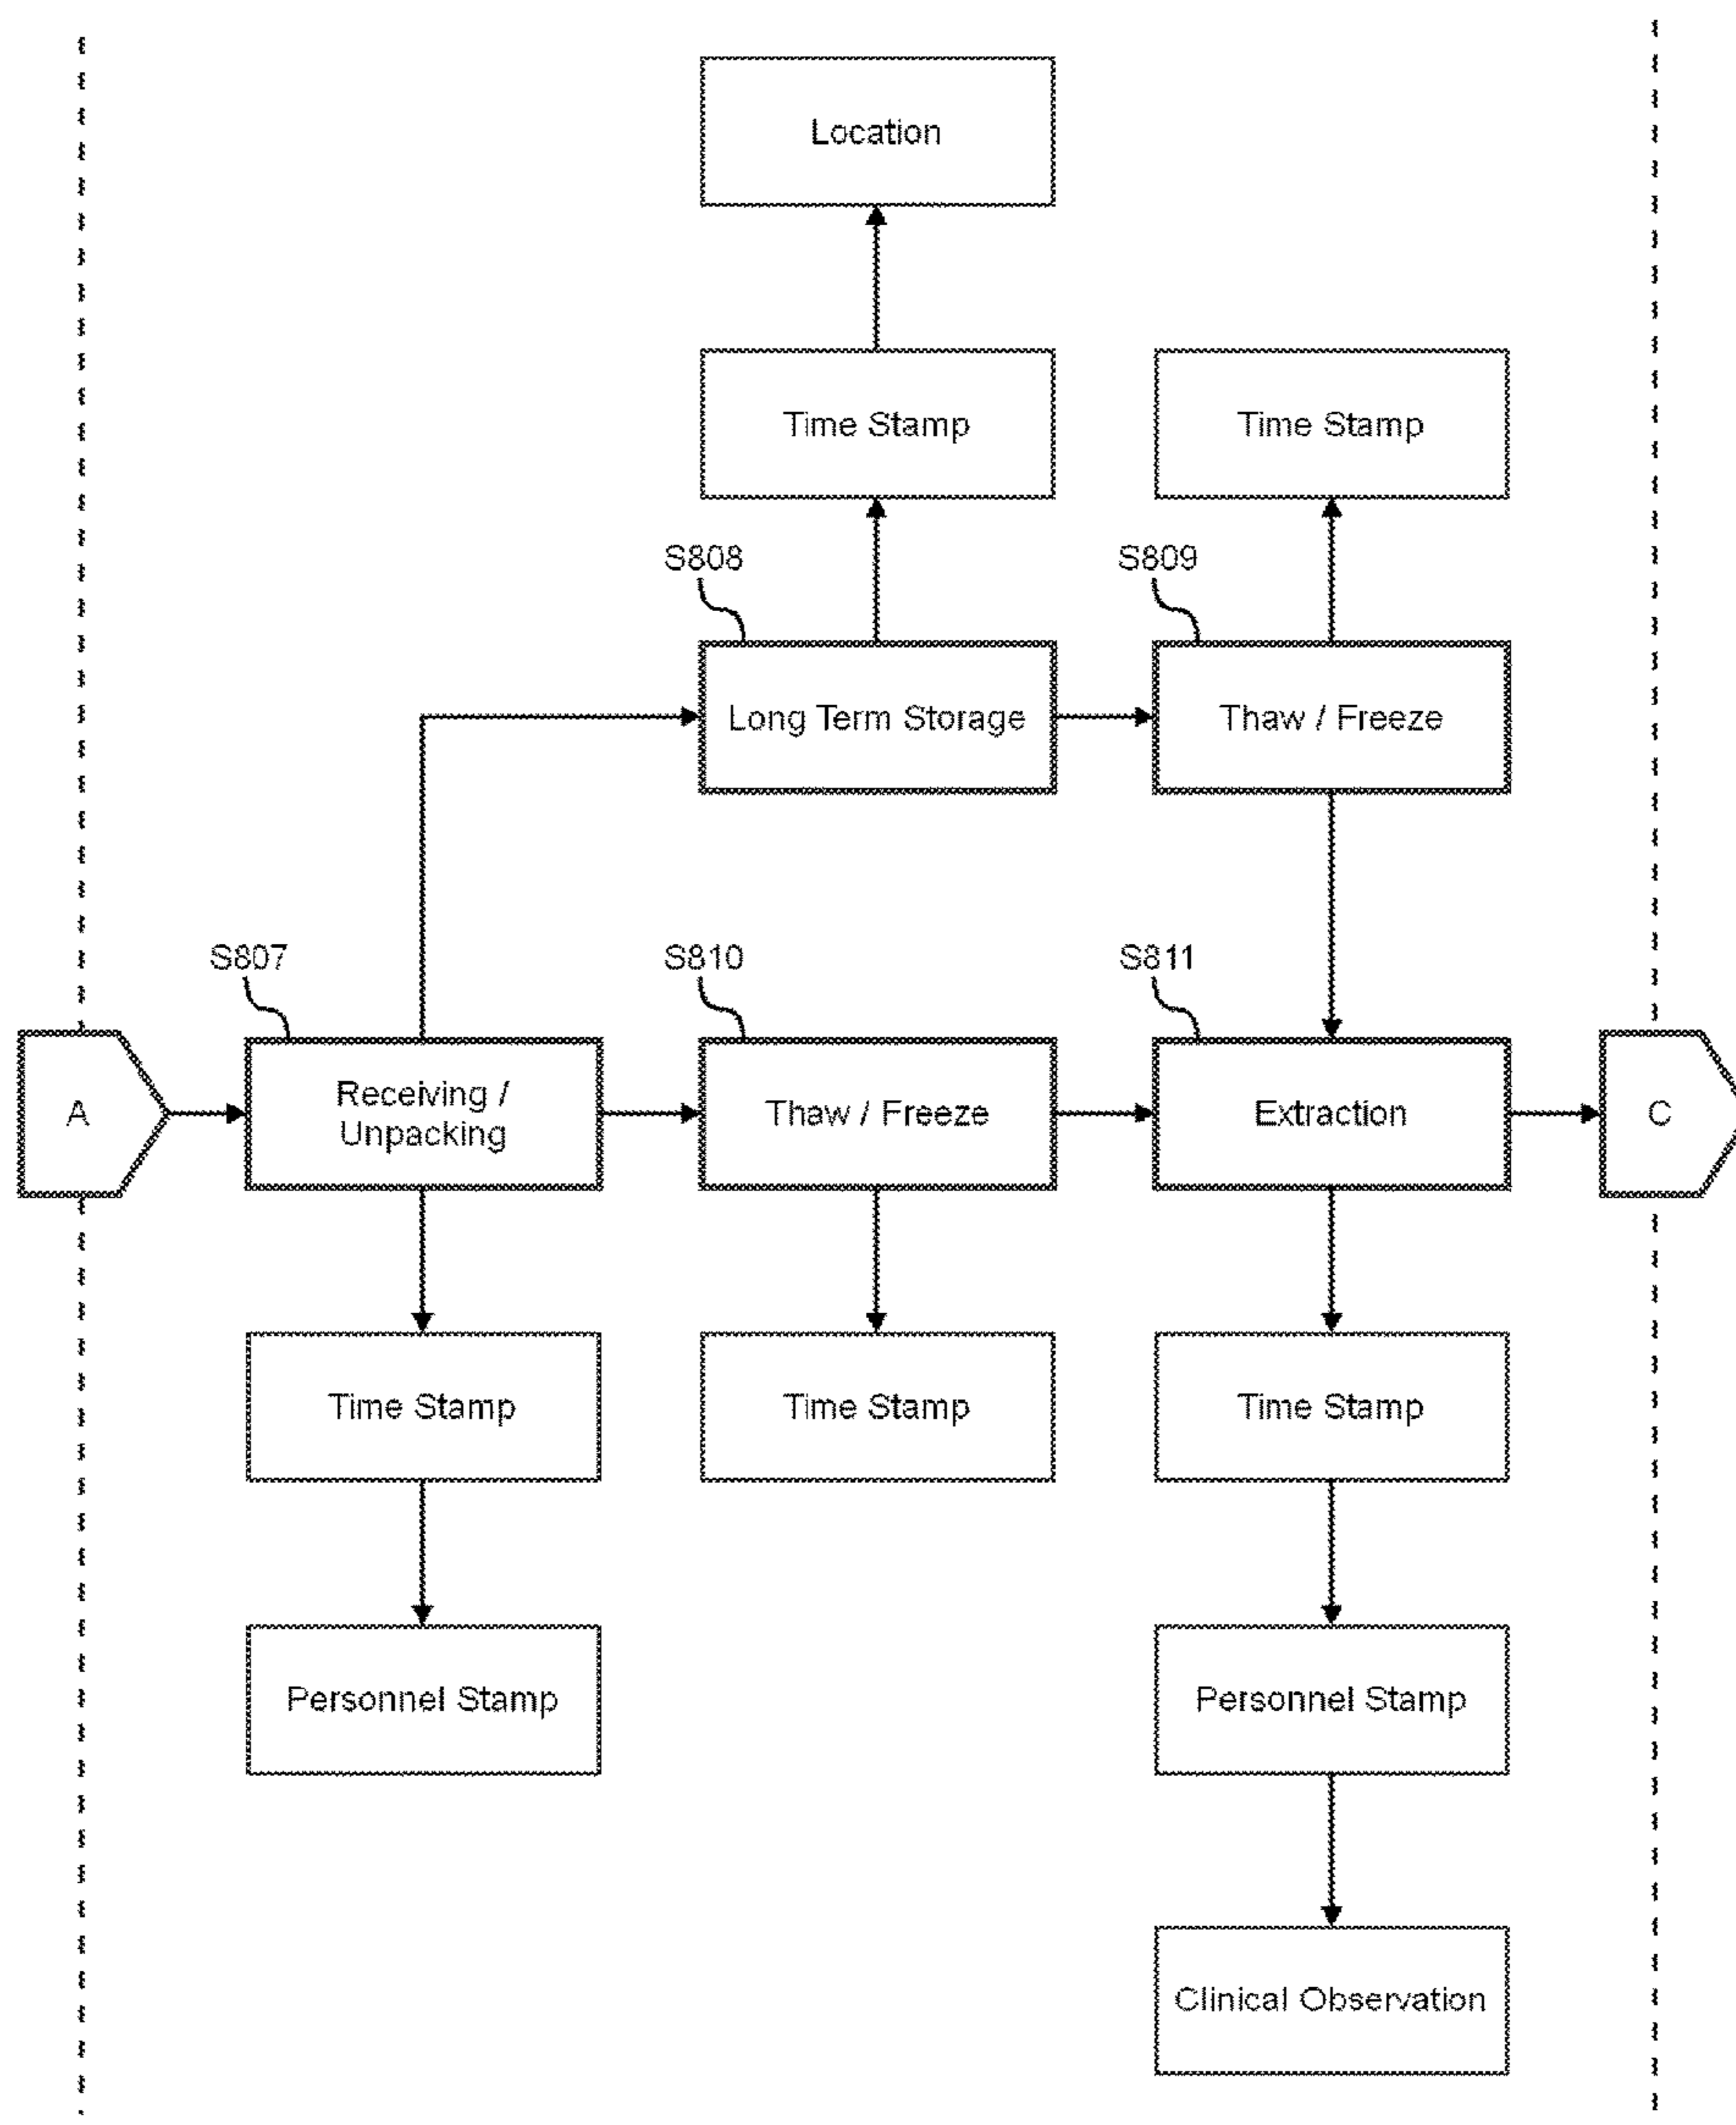 Location
Time Stamp
Time Stamp
S808
S809
Long Term Storage
Thaw / Freeze
S807
S810
S811
A
Receiving /
Unpacking
Thaw / Freeze
Extraction
C
Time Stamp
Time Stamp
Time Stamp
Personnel Stamp
Personnel Stamp
Clinical Observation